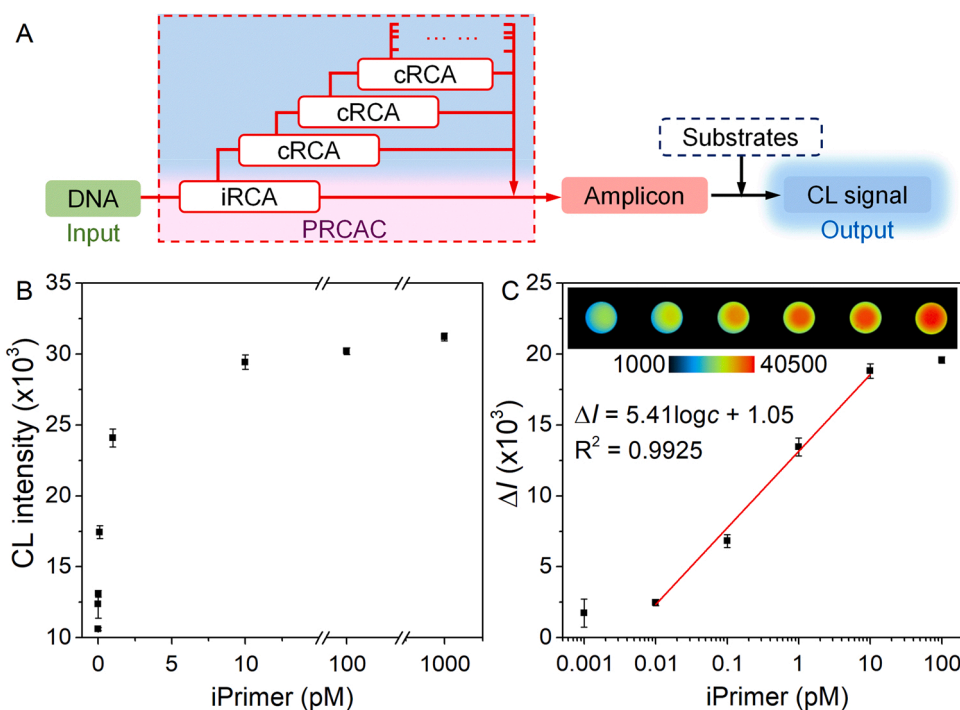 A
... ...
cRCA
cRCA
cRCA
Substrates
DNA
iRCA
Amplicon
CL signal
Input
PRCAC
Output
B
CL intensity (x10³)
35
30
25
20
15
10
0 5 10 100 1000
iPrimer (pM)
C
ΔI (x10³)
25
20
15
10
5
0
1000 40500
ΔI = 5.41logc + 1.05
R² = 0.9925
0.001 0.01 0.1 1 10 100
iPrimer (pM)